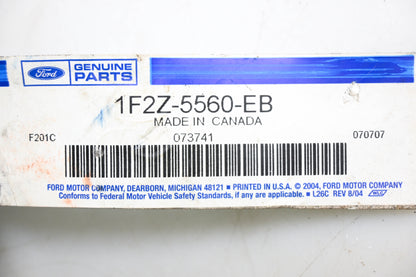 Ford
GENUINE
PARTS
1F2Z-5560-EB
MADE IN CANADA
F201C 073741 070707
FORD MOTOR COMPANY, DEARBORN, MICHIGAN 48121 ■ PRINTED IN U.S.A. © 2004, FORD MOTOR COMPANY
Conforms to Federal Motor Vehicle Safety Standards, if any are applicable. ■ L26C REV 8/04